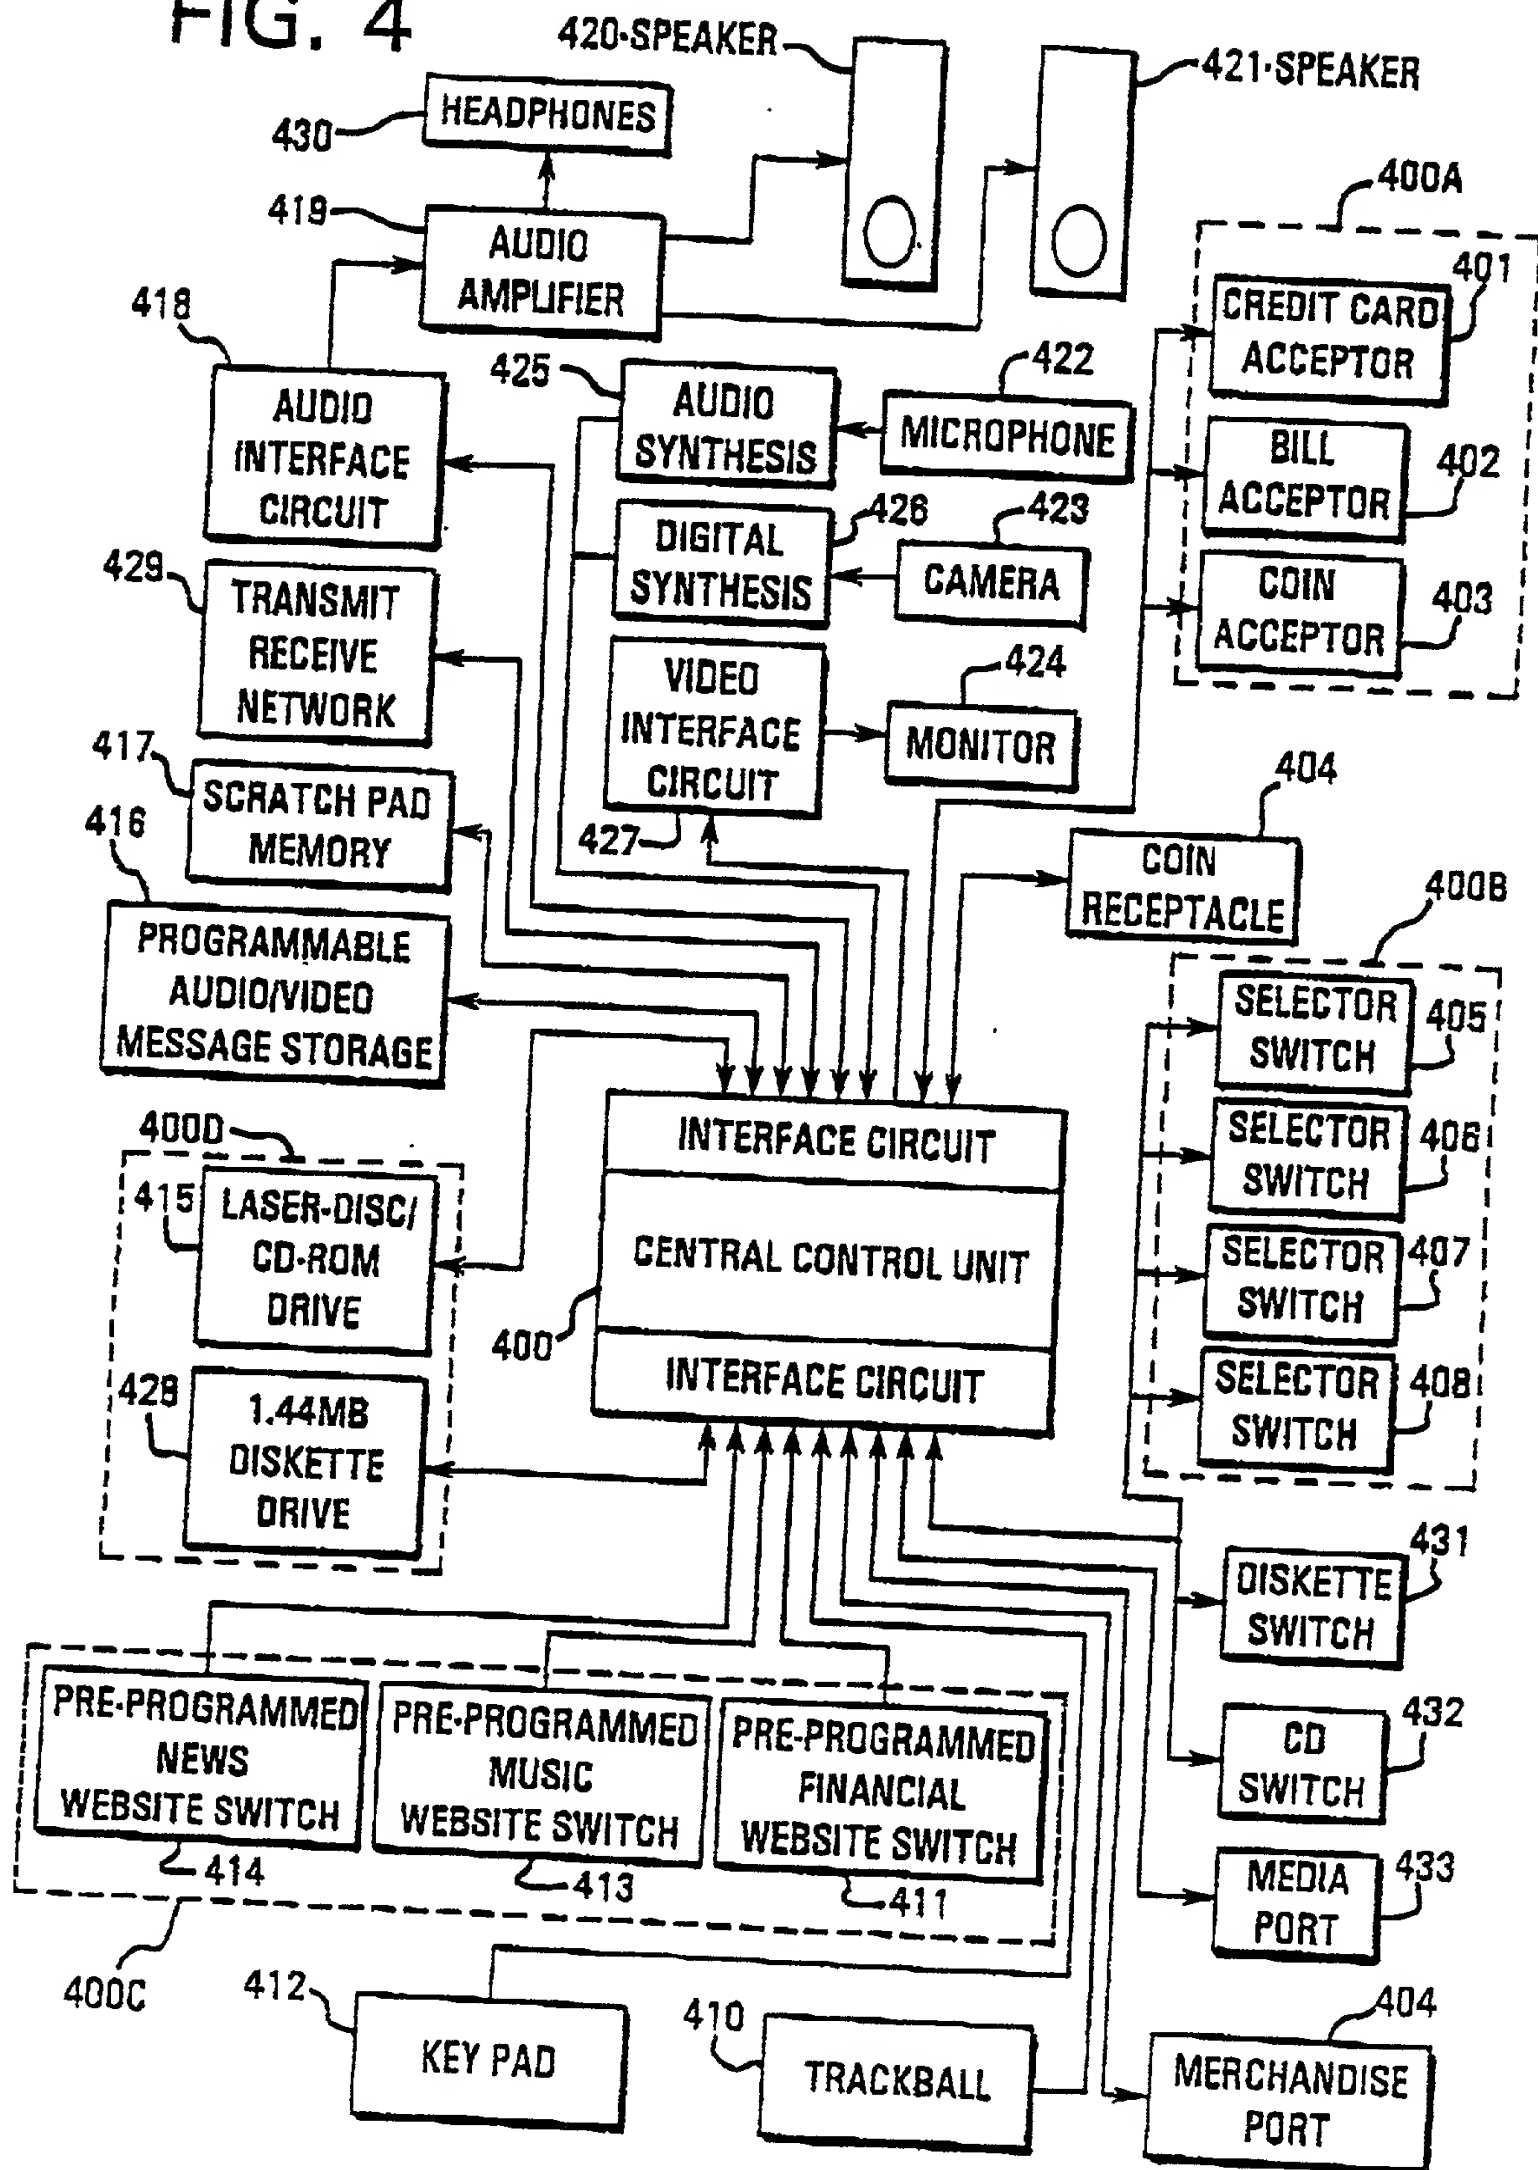 FIG. 4
420-SPEAKER
421-SPEAKER
HEADPHONES
430
400A
419
AUDIO
AMPLIFIER
401
CREDIT CARD
ACCEPTOR
418
AUDIO
INTERFACE
CIRCUIT
425
AUDIO
SYNTHESIS
422
MICROPHONE
BILL
ACCEPTOR
402
426
DIGITAL
SYNTHESIS
423
CAMERA
COIN
ACCEPTOR
403
429
TRANSMIT
RECEIVE
NETWORK
VIDEO
INTERFACE
CIRCUIT
427
424
MONITOR
417
SCRATCH PAD
MEMORY
404
COIN
RECEPTACLE
416
PROGRAMMABLE
AUDIO/VIDEO
MESSAGE STORAGE
400B
SELECTOR
SWITCH
405
SELECTOR
SWITCH
406
SELECTOR
SWITCH
407
SELECTOR
SWITCH
408
400D
415
LASER-DISC/
CD-ROM
DRIVE
428
1.44MB
DISKETTE
DRIVE
INTERFACE CIRCUIT
CENTRAL CONTROL UNIT
400
INTERFACE CIRCUIT
431
DISKETTE
SWITCH
432
CD
SWITCH
433
MEDIA
PORT
PRE-PROGRAMMED
NEWS
WEBSITE SWITCH
414
PRE-PROGRAMMED
MUSIC
WEBSITE SWITCH
413
PRE-PROGRAMMED
FINANCIAL
WEBSITE SWITCH
411
400C
412
KEY PAD
410
TRACKBALL
404
MERCHANDISE
PORT